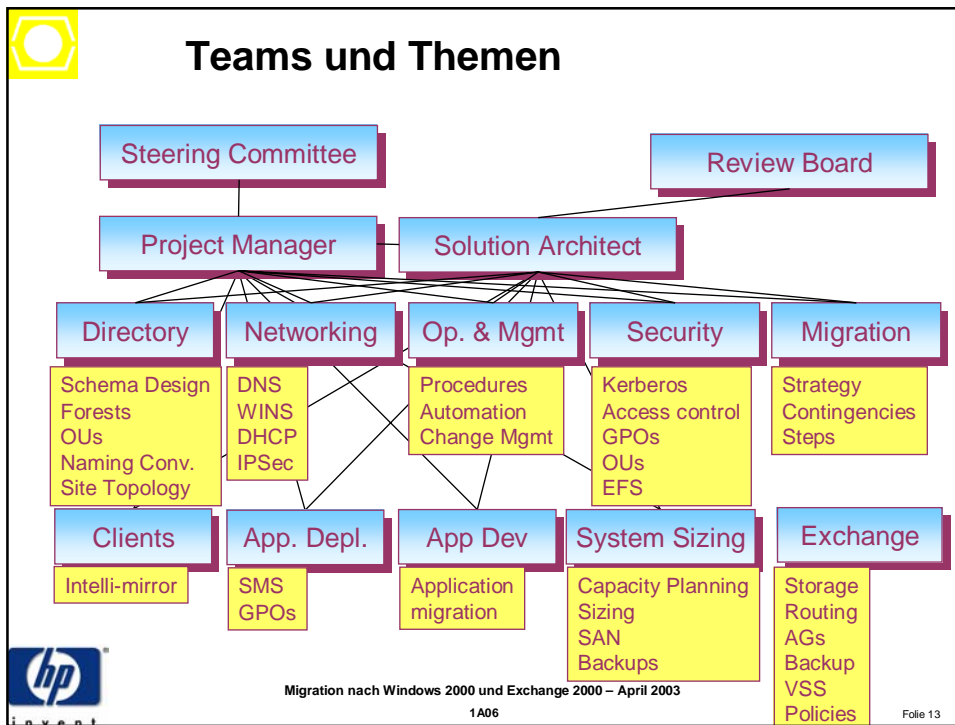 Teams und Themen
Steering Committee
Review Board
Project Manager
Solution Architect
Directory
Networking
Op. & Mgmt
Security
Migration
Schema Design
Forests
OUs
Naming Conv.
Site Topology
DNS
WINS
DHCP
IPSec
Procedures
Automation
Change Mgmt
Kerberos
Access control
GPOs
OUs
EFS
Strategy
Contingencies
Steps
Clients
App. Depl.
App Dev
System Sizing
Exchange
Intelli-mirror
SMS
GPOs
Application
migration
Capacity Planning
Sizing
SAN
Backups
Storage
Routing
AGs
Backup
VSS
Policies
hp
invent
Migration nach Windows 2000 und Exchange 2000 – April 2003
1A06
Folie 13